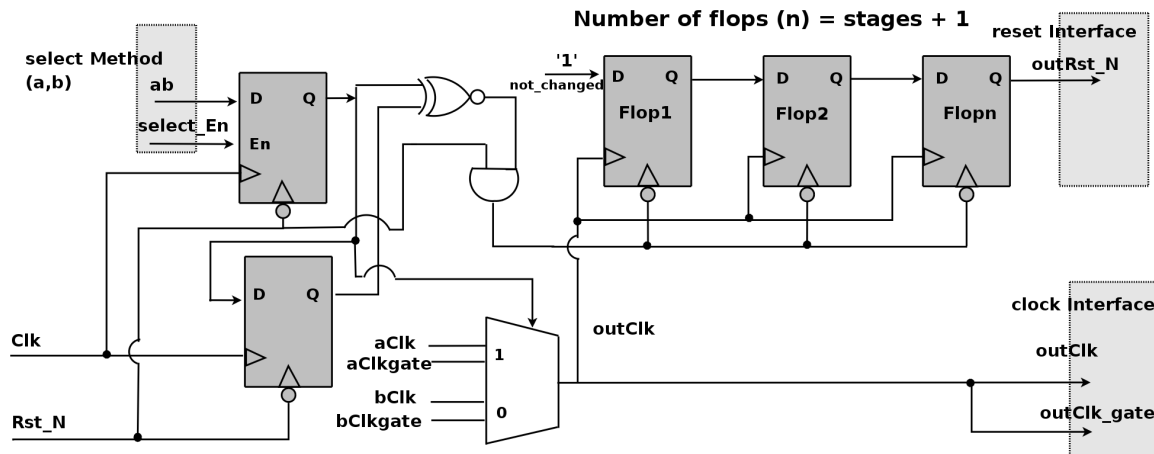 Number of flops (n) = stages + 1
select Method
(a,b)
ab
select_En
D
Q
En
'1'
not_changed
D
Q
Flop1
D
Q
Flop2
D
Q
Flopn
reset Interface
outRst_N
D
Q
Clk
Rst_N
aClk
aClkgate
bClk
bClkgate
1
0
outClk
clock Interface
outClk
outClk_gate